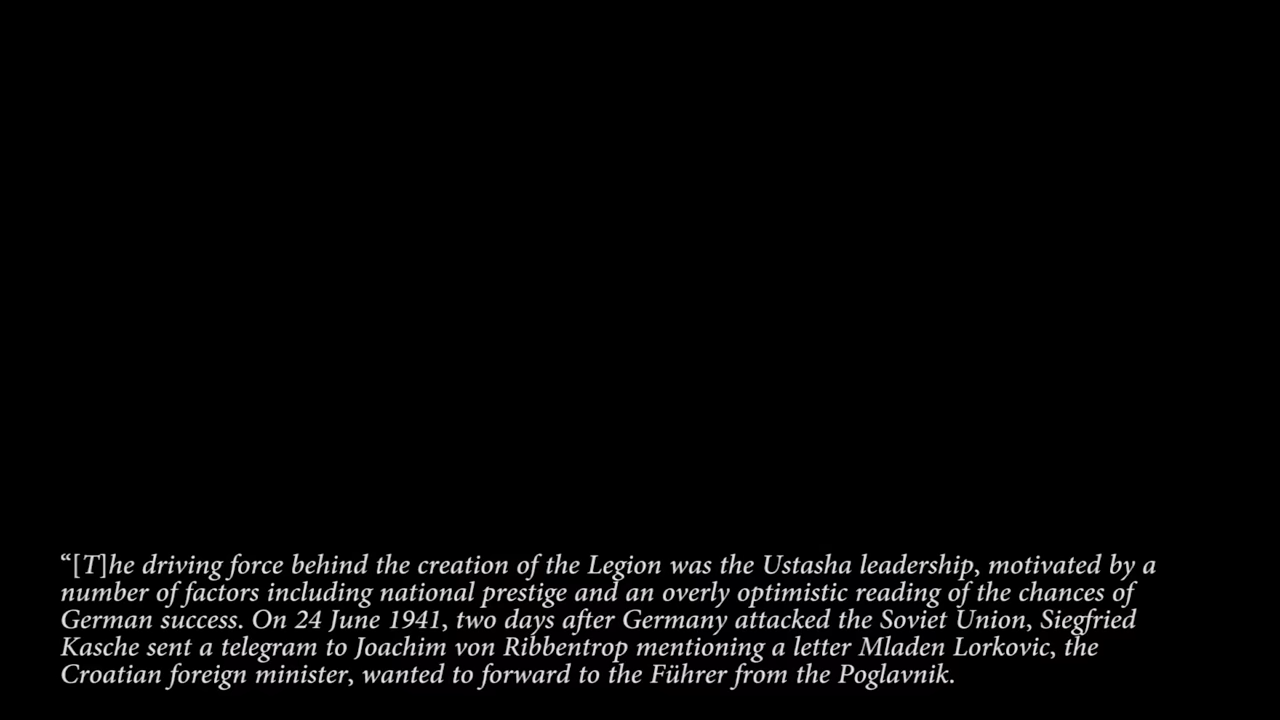 “[T]he driving force behind the creation of the Legion was the Ustasha leadership, motivated by a
number of factors including national prestige and an overly optimistic reading of the chances of
German success. On 24 June 1941, two days after Germany attacked the Soviet Union, Siegfried
Kasche sent a telegram to Joachim von Ribbentrop mentioning a letter Mladen Lorkovic, the
Croatian foreign minister, wanted to forward to the Führer from the Poglavnik.